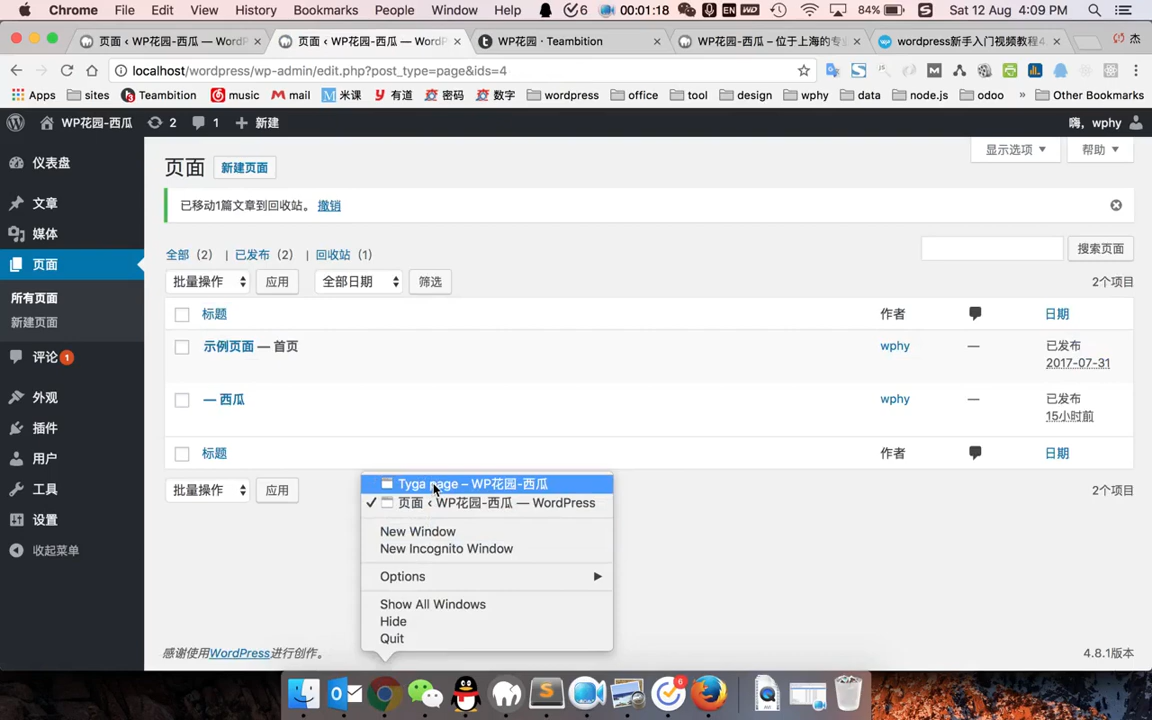 Chrome File Edit View History Bookmarks People Window Help 6 00:01:18 EN WD 84% Sat 12 Aug 4:09 PM
页面 ‹ WP花园-西瓜 — WordP × 页面 ‹ WP花园-西瓜 — WordP × WP花园 · Teambition × WP花园-西瓜 – 位于上海的专 × wordpress新手入门视频教程4. × 杰
localhost/wordpress/wp-admin/edit.php?post_type=page&ids=4
Apps sites Teambition music mail 米课 有道 密码 数字 wordpress office tool design wphy data node.js odoo » Other Bookmarks
WP花园-西瓜 2 1 新建 嗨，wphy
显示选项 帮助
仪表盘
文章
媒体
页面
所有页面
新建页面
评论 1
外观
插件
用户
工具
设置
收起菜单
页面 新建页面
已移动1篇文章到回收站。 撤销
全部 (2) | 已发布 (2) | 回收站 (1)
搜索页面
批量操作 应用 全部日期 筛选 2个项目
标题 作者 日期
示例页面 — 首页 wphy — 已发布
2017-07-31
— 西瓜 wphy — 已发布
15小时前
标题 作者 日期
批量操作 应用 2个项目
Tyga page – WP花园-西瓜
✓ 页面 ‹ WP花园-西瓜 — WordPress
New Window
New Incognito Window
Options
Show All Windows
Hide
Quit
感谢使用WordPress进行创作。 4.8.1版本
6